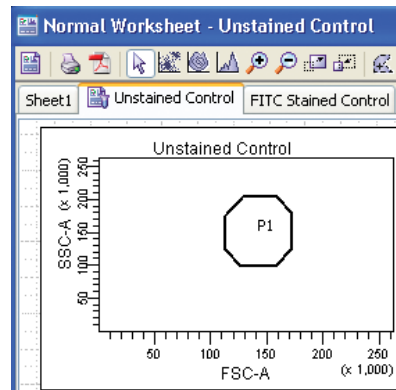 Normal Worksheet - Unstained Control
Sheet1 Unstained Control FITC Stained Control
Unstained Control
SSC-A (x 1,000)
250
200
150
100
50
P1
50 100 150 200 250
FSC-A (x 1,000)